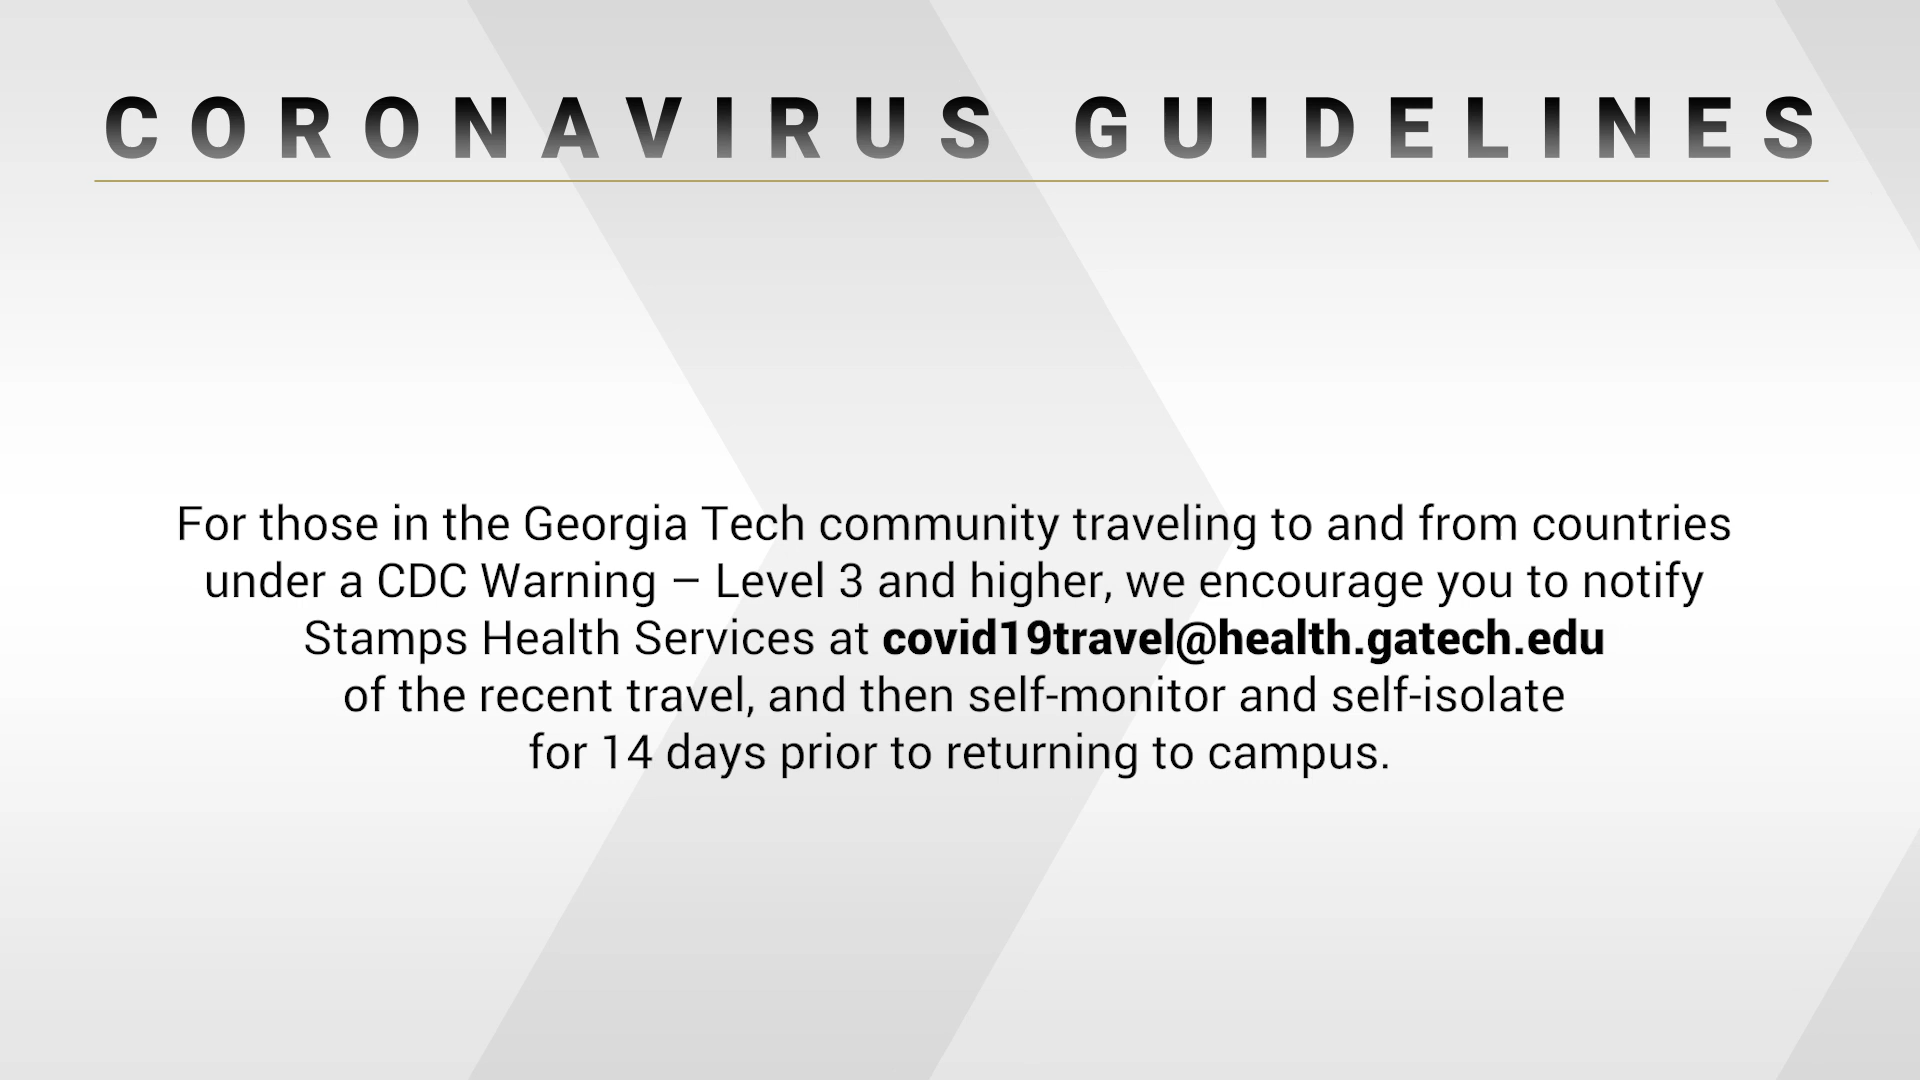 CORONAVIRUS GUIDELINES
For those in the Georgia Tech community traveling to and from countries
under a CDC Warning – Level 3 and higher, we encourage you to notify
Stamps Health Services at covid19travel@health.gatech.edu
of the recent travel, and then self-monitor and self-isolate
for 14 days prior to returning to campus.